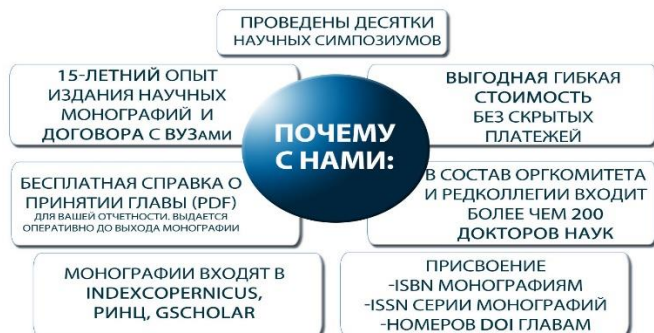 ПРОВЕДЕНЫ ДЕСЯТКИ
НАУЧНЫХ СИМПОЗИУМОВ
15-ЛЕТНИЙ ОПЫТ
ИЗДАНИЯ НАУЧНЫХ
МОНОГРАФИЙ И
ДОГОВОРА С ВУЗами
ВЫГОДНАЯ ГИБКАЯ
СТОИМОСТЬ
БЕЗ СКРЫТЫХ
ПЛАТЕЖЕЙ
ПОЧЕМУ
С НАМИ:
БЕСПЛАТНАЯ СПРАВКА О
ПРИНЯТИИ ГЛАВЫ (PDF)
ДЛЯ ВАШЕЙ ОТЧЕТНОСТИ. ВЫДАЕТСЯ
ОПЕРАТИВНО ДО ВЫХОДА МОНОГРАФИИ
В СОСТАВ ОРГКОМИТЕТА
И РЕДКОЛЛЕГИИ ВХОДИТ
БОЛЕЕ ЧЕМ 200
ДОКТОРОВ НАУК
МОНОГРАФИИ ВХОДЯТ В
INDEXCOPERNICUS,
РИНЦ, GSCHOLAR
ПРИСВОЕНИЕ
-ISBN МОНОГРАФИЯМ
-ISSN СЕРИИ МОНОГРАФИЙ
-НОМЕРОВ DOI ГЛАВАМ